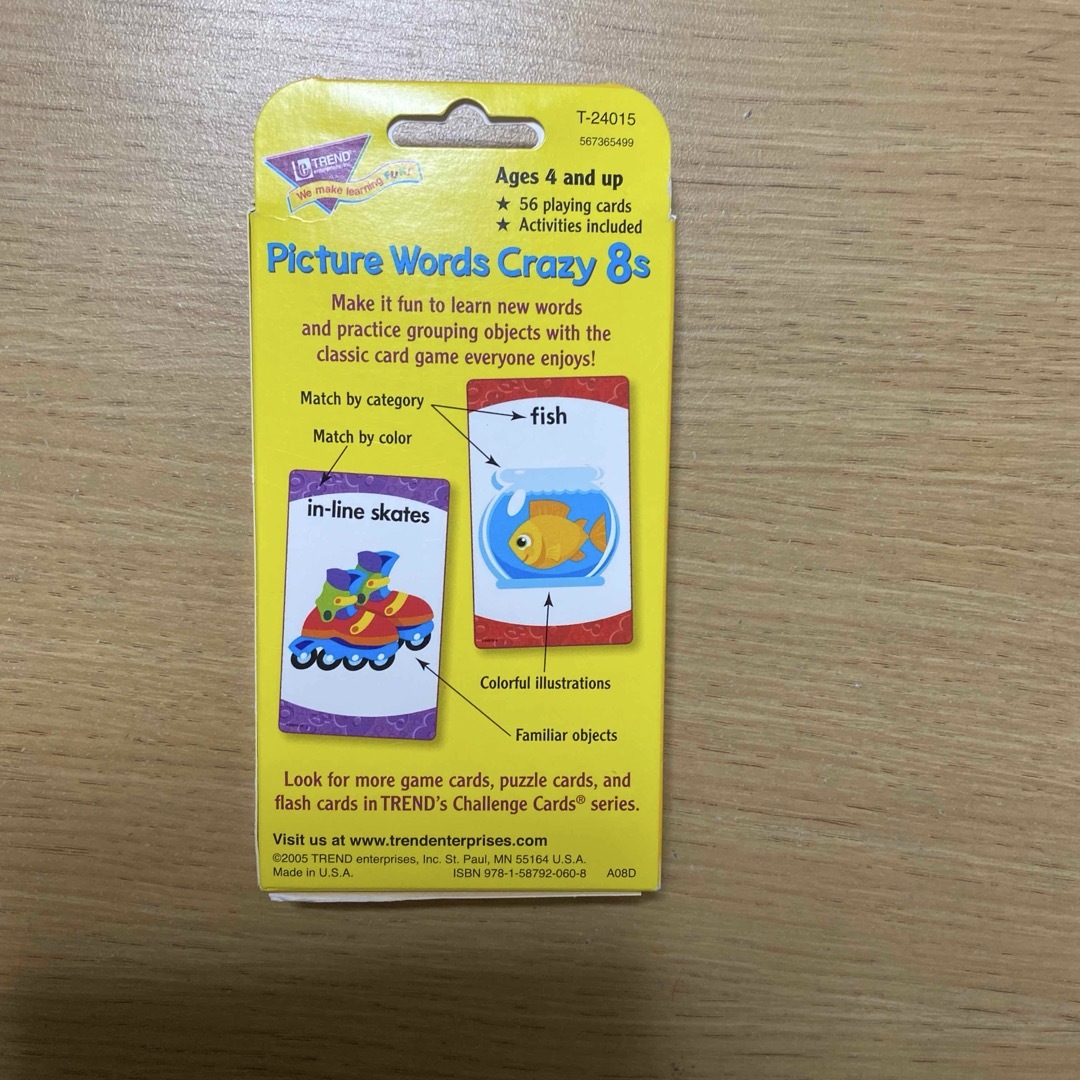 T-24015
567365499
TREND
enterprises, Inc.
We make learning FUN!
Ages 4 and up
★ 56 playing cards
★ Activities included
Picture Words Crazy 8s
Make it fun to learn new words
and practice grouping objects with the
classic card game everyone enjoys!
Match by category
fish
Match by color
in-line skates
Colorful illustrations
Familiar objects
Look for more game cards, puzzle cards, and
flash cards in TREND's Challenge Cards® series.
Visit us at www.trendenterprises.com
©2005 TREND enterprises, Inc. St. Paul, MN 55164 U.S.A.
Made in U.S.A. ISBN 978-1-58792-060-8 A08D